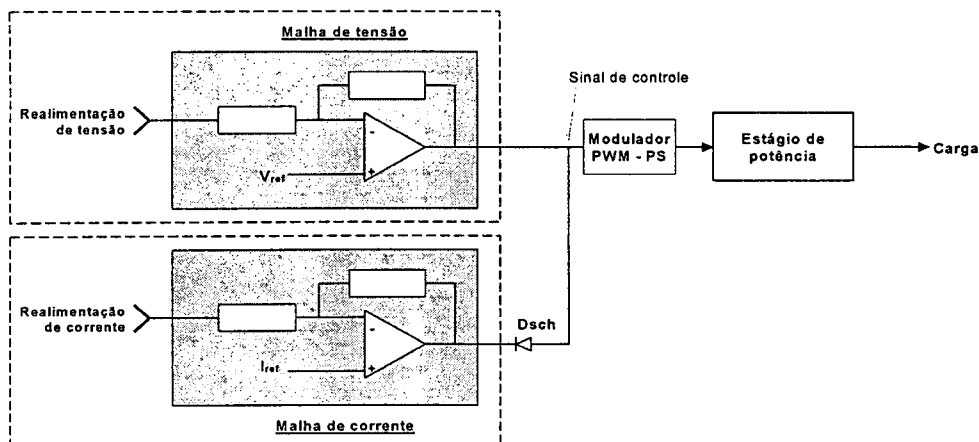 Malha de tensão
Realimentação
de tensão
-
+
Vref
Sinal de controle
Modulador
PWM - PS
Estágio de
potência
Carga
Realimentação
de corrente
-
+
Iref
Dsch
Malha de corrente